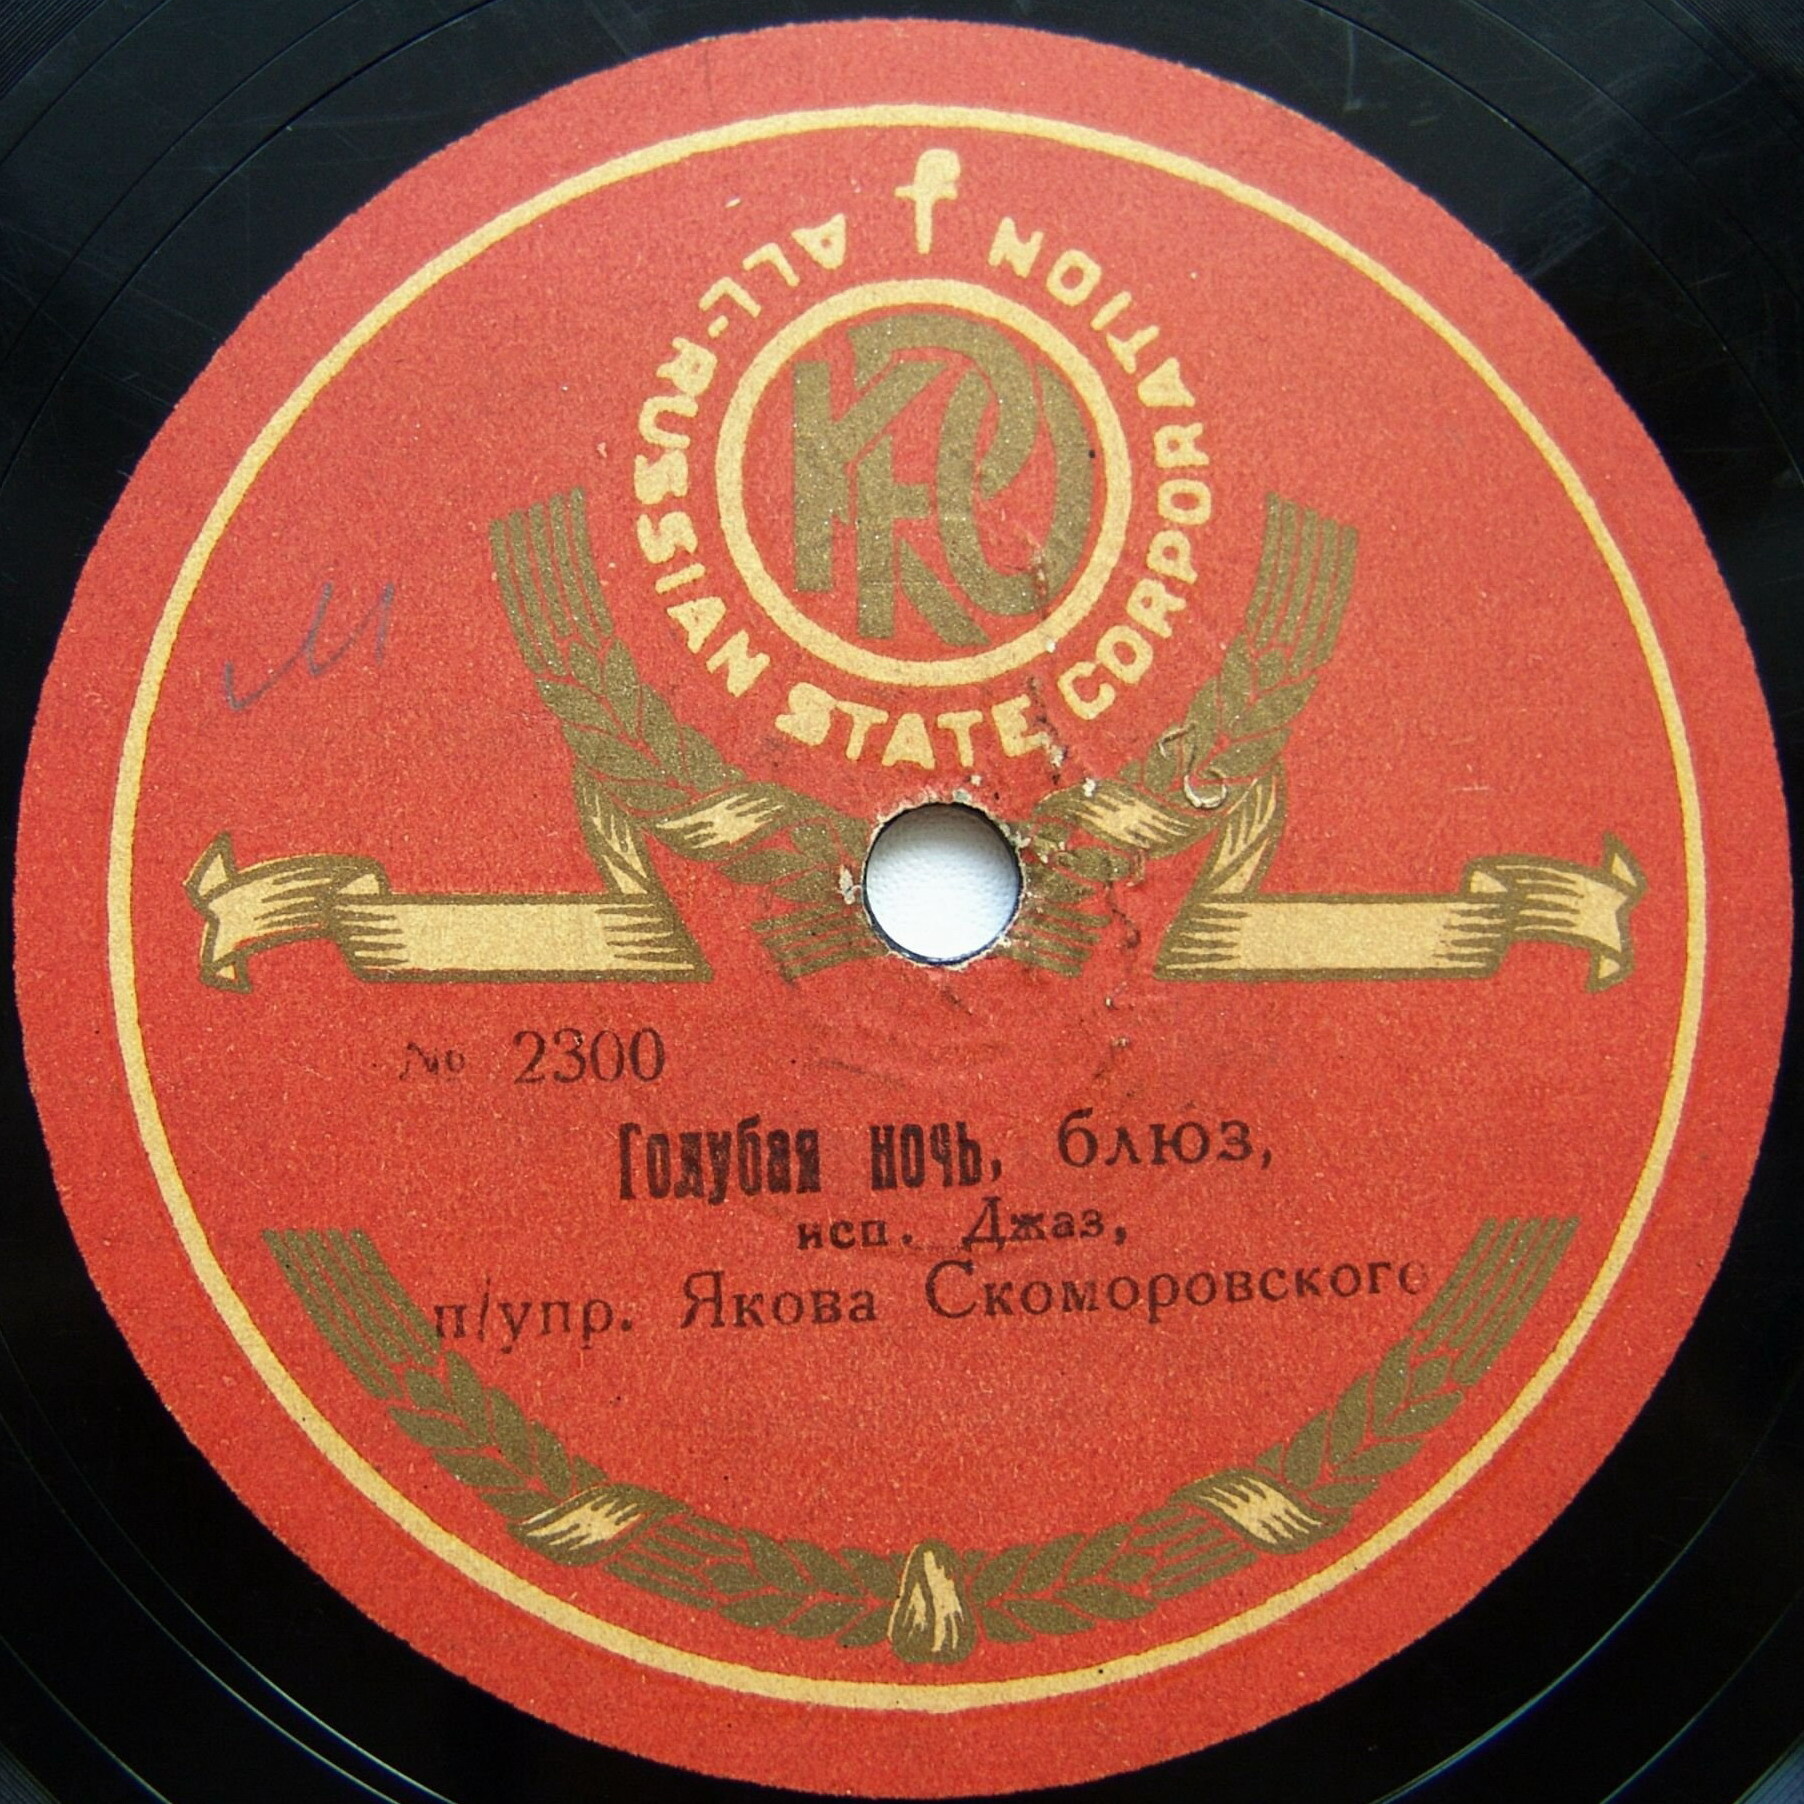 ALL-RUSSIAN STATE CORPORATION
№ 2300
Голубая ночь, блюз,
исп. Джаз,
п/упр. Якова Скоморовского